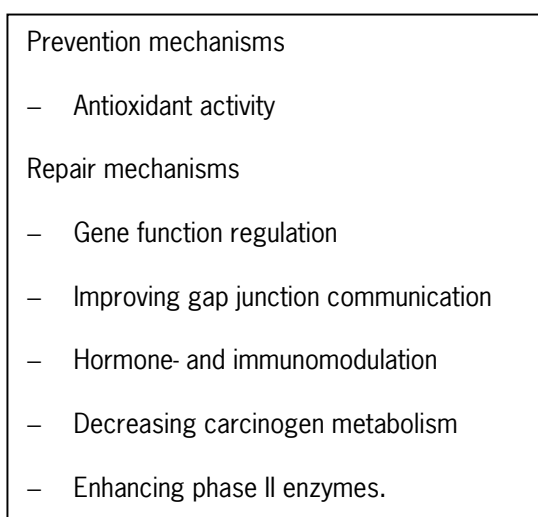 Prevention mechanisms
– Antioxidant activity
Repair mechanisms
– Gene function regulation
– Improving gap junction communication
– Hormone- and immunomodulation
– Decreasing carcinogen metabolism
– Enhancing phase II enzymes.